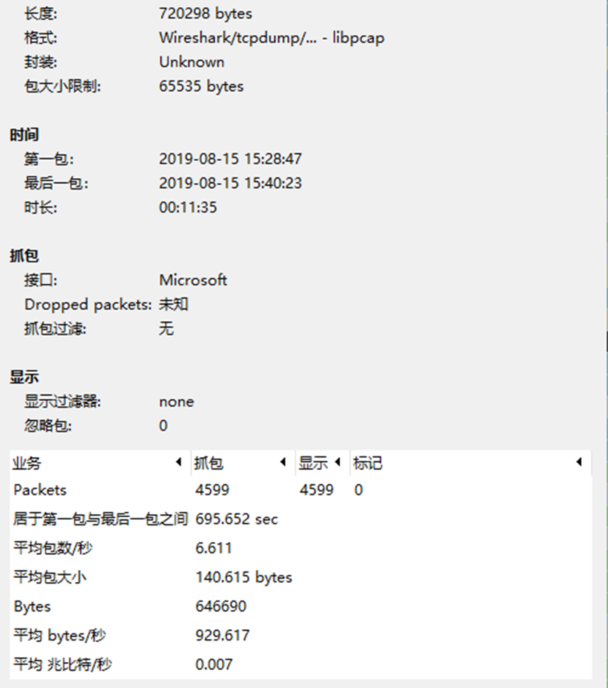 长度: 720298 bytes
格式: Wireshark/tcpdump/... - libpcap
封装: Unknown
包大小限制: 65535 bytes
时间
第一包: 2019-08-15 15:28:47
最后一包: 2019-08-15 15:40:23
时长: 00:11:35
抓包
接口: Microsoft
Dropped packets: 未知
抓包过滤: 无
显示
显示过滤器: none
忽略包: 0
业务 抓包 显示 标记
Packets 4599 4599 0
居于第一包与最后一包之间 695.652 sec
平均包数/秒 6.611
平均包大小 140.615 bytes
Bytes 646690
平均 bytes/秒 929.617
平均 兆比特/秒 0.007